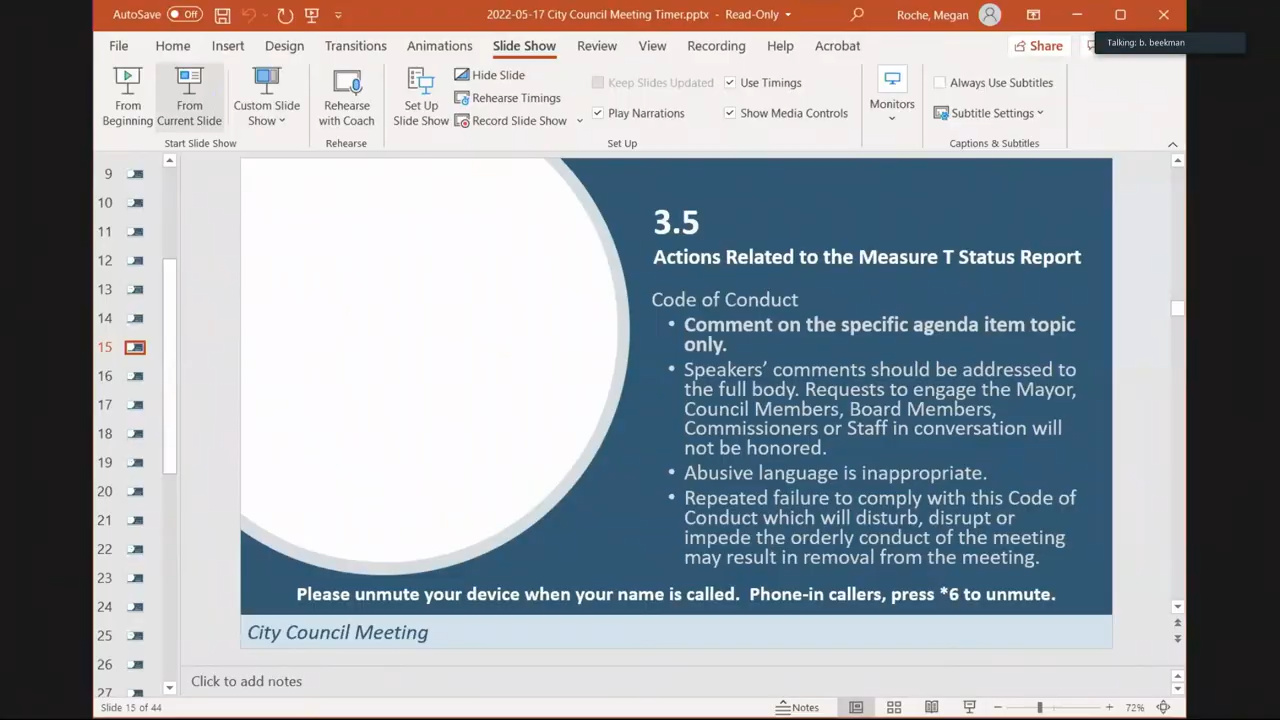 AutoSave Off 2022-05-17 City Council Meeting Timer.pptx - Read-Only Roche, Megan
Talking: b. beekman
File Home Insert Design Transitions Animations Slide Show Review View Recording Help Acrobat Share
From Beginning
From Current Slide
Custom Slide Show
Start Slide Show
Rehearse with Coach
Rehearse
Set Up Slide Show
Hide Slide
Rehearse Timings
Record Slide Show
Keep Slides Updated
Play Narrations
Use Timings
Show Media Controls
Set Up
Monitors
Always Use Subtitles
Subtitle Settings
Captions & Subtitles
9
10
11
12
13
14
15
16
17
18
19
20
21
22
23
24
25
26
27
3.5
Actions Related to the Measure T Status Report
Code of Conduct
• Comment on the specific agenda item topic
only.
• Speakers’ comments should be addressed to
the full body. Requests to engage the Mayor,
Council Members, Board Members,
Commissioners or Staff in conversation will
not be honored.
• Abusive language is inappropriate.
• Repeated failure to comply with this Code of
Conduct which will disturb, disrupt or
impede the orderly conduct of the meeting
may result in removal from the meeting.
Please unmute your device when your name is called. Phone-in callers, press *6 to unmute.
City Council Meeting
Click to add notes
Slide 15 of 44 Notes 72%